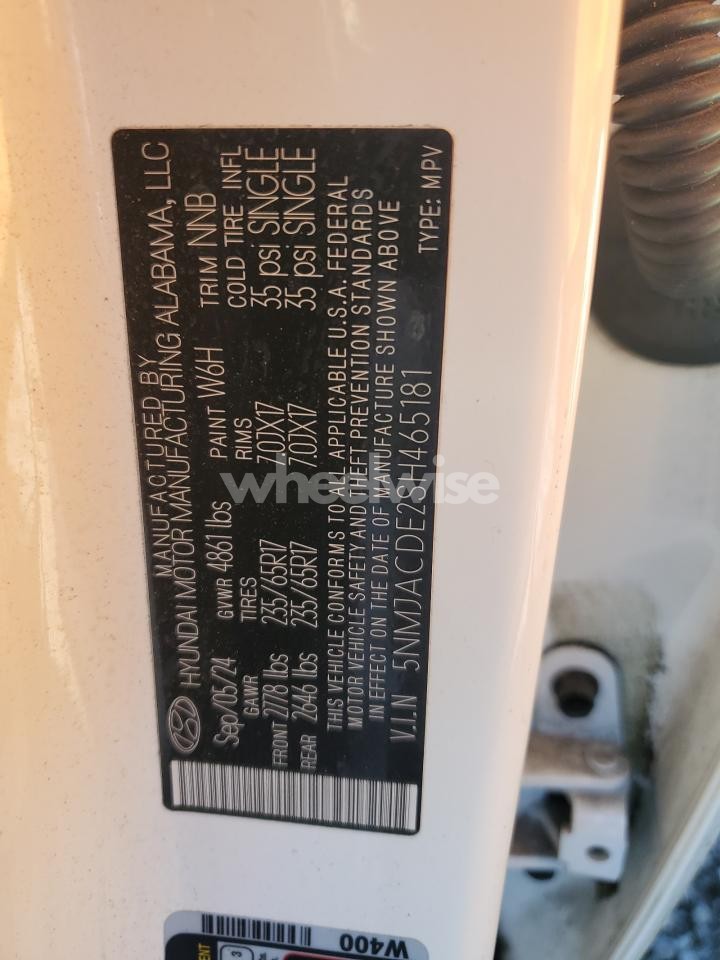 MANUFACTURED BY
HYUNDAI MOTOR MANUFACTURING ALABAMA, LLC
Sep/05/24 GVWR 4861 lbs PAINT W6H TRIM NNB
GAWR TIRES RIMS COLD TIRE INFL
FRONT 2778 lbs 235/65R17 7.0JX17 35 psi SINGLE
REAR 2646 lbs 235/65R17 7.0JX17 35 psi SINGLE
THIS VEHICLE CONFORMS TO ALL APPLICABLE U.S.A. FEDERAL
MOTOR VEHICLE SAFETY AND THEFT PREVENTION STANDARDS
IN EFFECT ON THE DATE OF MANUFACTURE SHOWN ABOVE
V.I.N 5NMJACDE2SH465181 TYPE: MPV
wheelwise
W400
3